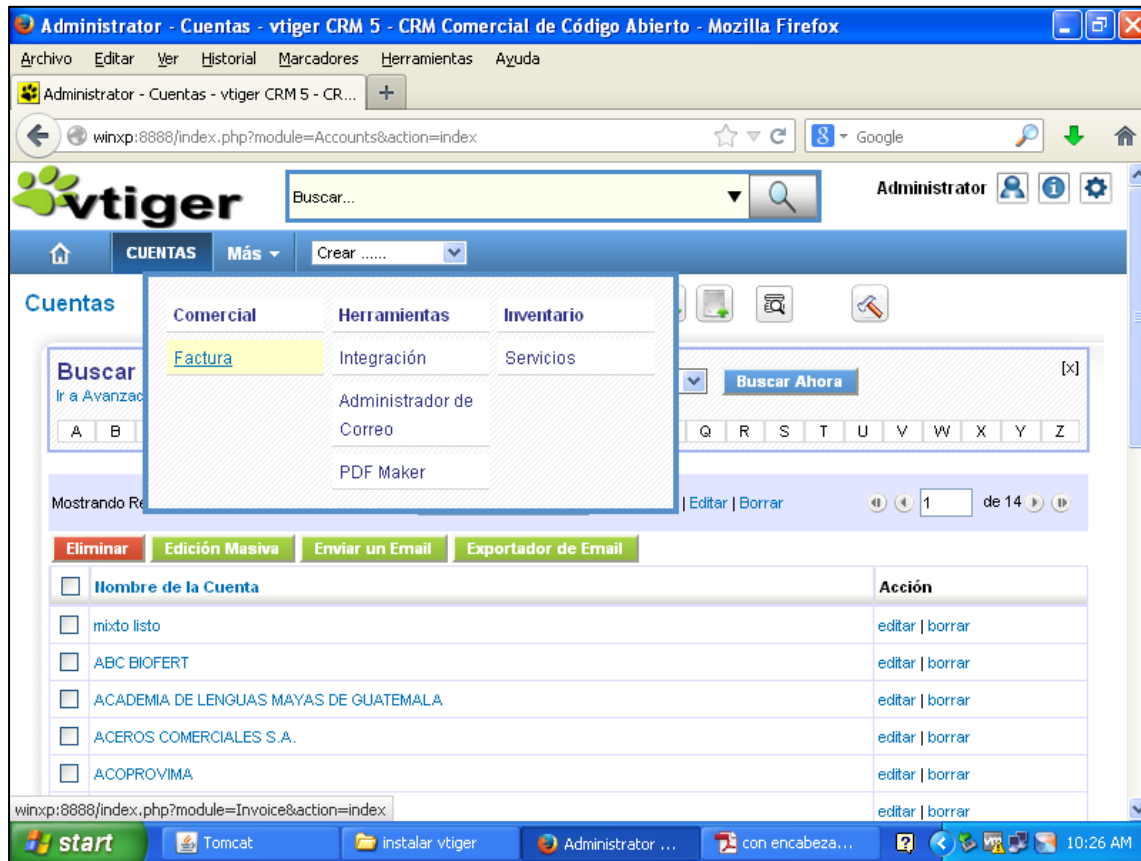 Administrator - Cuentas - vtiger CRM 5 - CRM Comercial de Código Abierto - Mozilla Firefox
Archivo Editar Ver Historial Marcadores Herramientas Ayuda
Administrator - Cuentas - vtiger CRM 5 - CR... +
winxp:8888/index.php?module=Accounts&action=index 8 Google
vtiger Buscar... Administrator
CUENTAS Más Crear ......
Cuentas
Comercial Herramientas Inventario
Factura Integración Servicios
Administrador de
Correo
PDF Maker
Buscar Buscar Ahora [x]
Ir a Avanzad
A B Q R S T U V W X Y Z
Mostrando Re | Editar | Borrar 1 de 14
Eliminar Edición Masiva Enviar un Email Exportador de Email
Nombre de la Cuenta Acción
mixto listo editar | borrar
ABC BIOFERT editar | borrar
ACADEMIA DE LENGUAS MAYAS DE GUATEMALA editar | borrar
ACEROS COMERCIALES S.A. editar | borrar
ACOPROVIMA editar | borrar
editar | borrar
winxp:8888/index.php?module=Invoice&action=index
start Tomcat instalar vtiger Administrator ... con encabeza... 10:26 AM